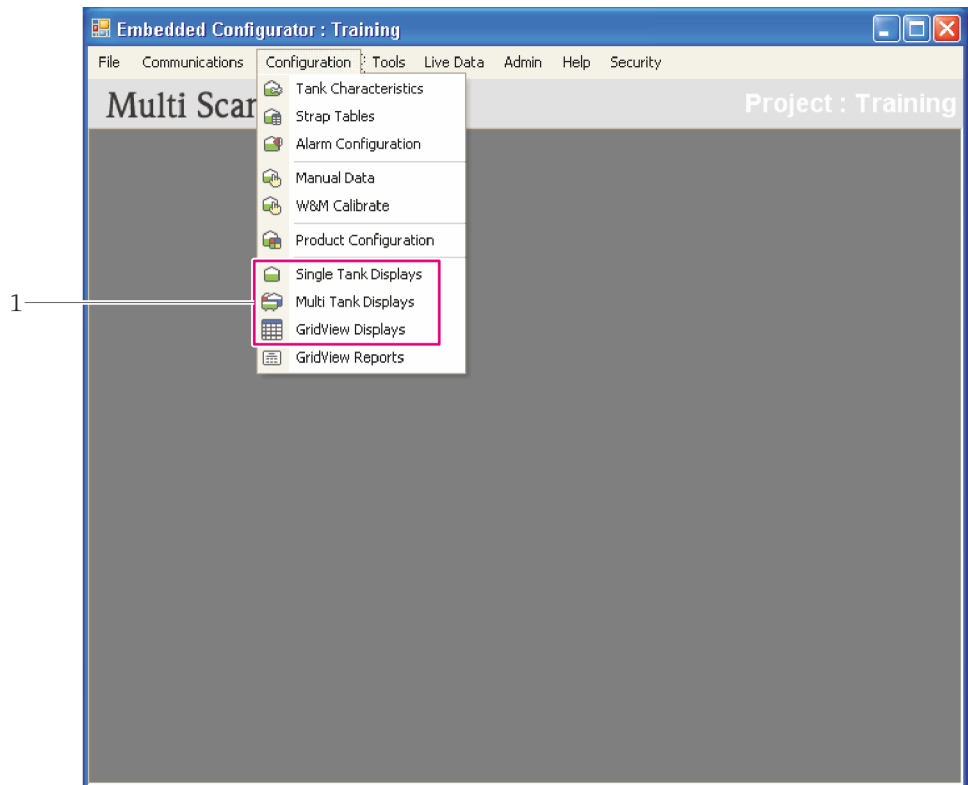 Embedded Configurator : Training
File Communications Configuration Tools Live Data Admin Help Security
Multi Scan
Project : Training
Tank Characteristics
Strap Tables
Alarm Configuration
Manual Data
W&M Calibrate
Product Configuration
Single Tank Displays
1
Multi Tank Displays
GridView Displays
GridView Reports